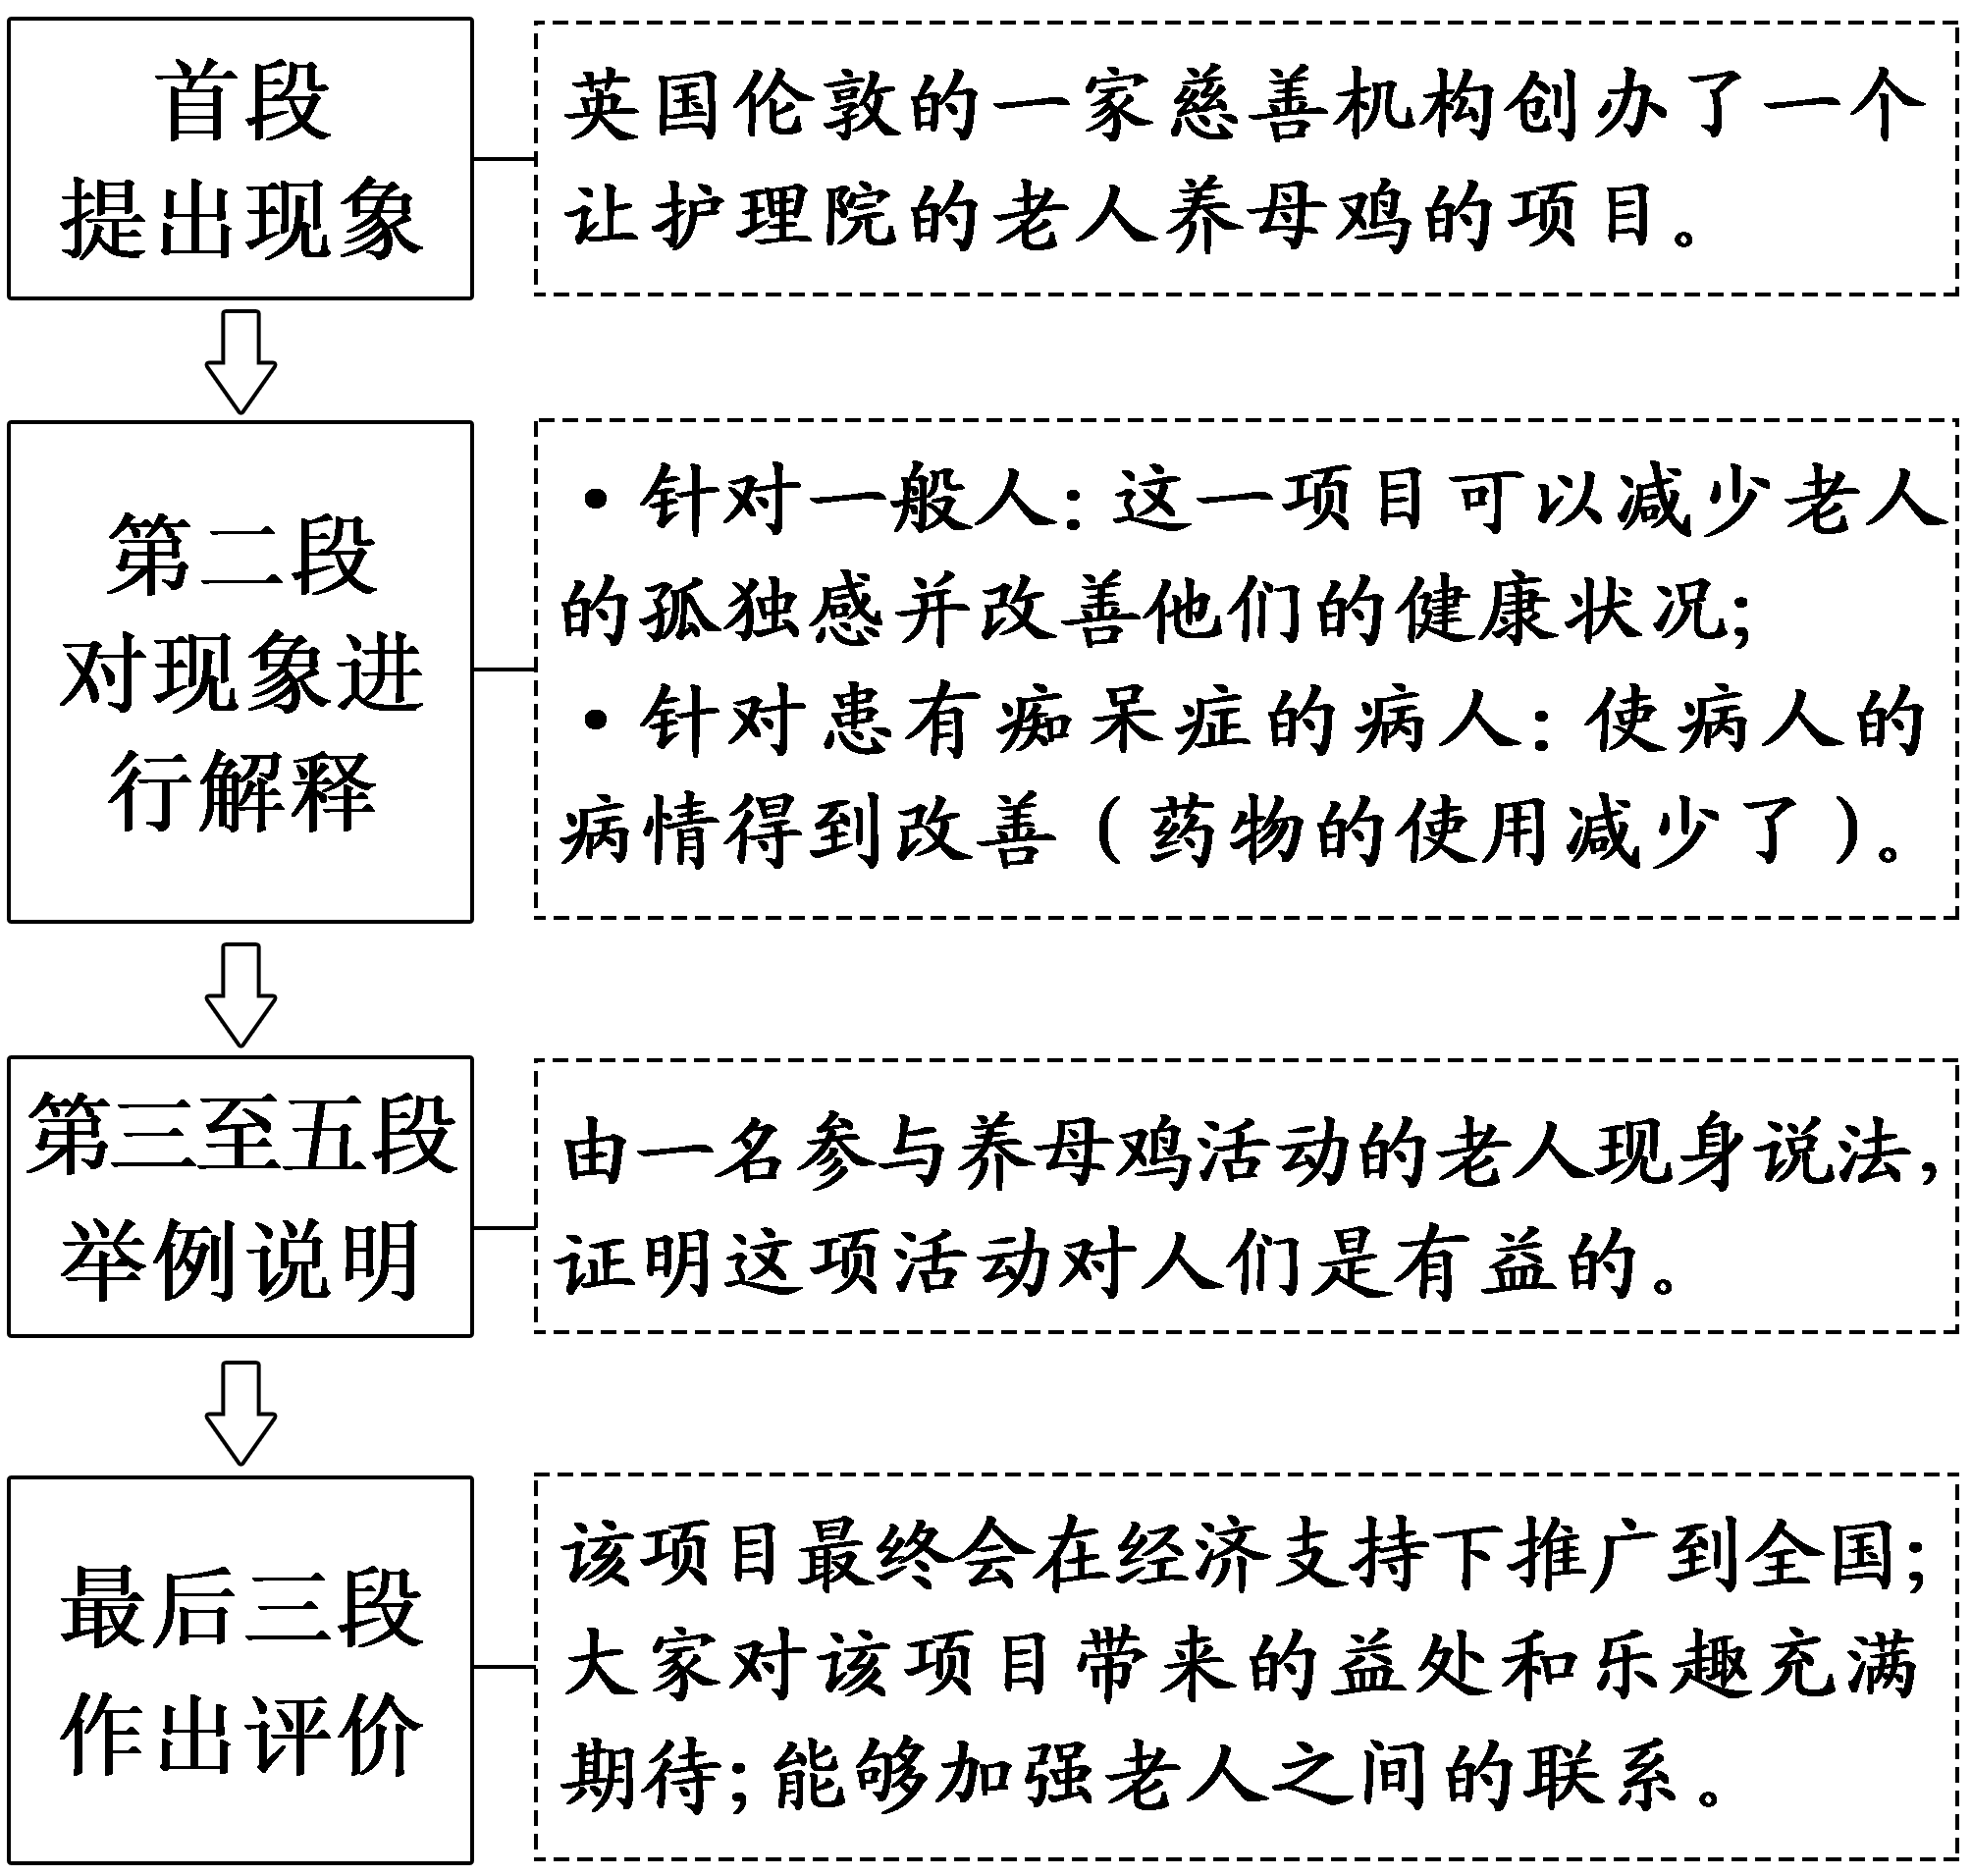 首段
提出现象
英国伦敦的一家慈善机构创办了一个
让护理院的老人养母鸡的项目。
第二段
对现象进
行解释
·针对一般人：这一项目可以减少老人
的孤独感并改善他们的健康状况；
·针对患有痴呆症的病人：使病人的
病情得到改善（药物的使用减少了）。
第三至五段
举例说明
由一名参与养母鸡活动的老人现身说法，
证明这项活动对人们是有益的。
最后三段
作出评价
该项目最终会在经济支持下推广到全国；
大家对该项目带来的益处和乐趣充满
期待；能够加强老人之间的联系。